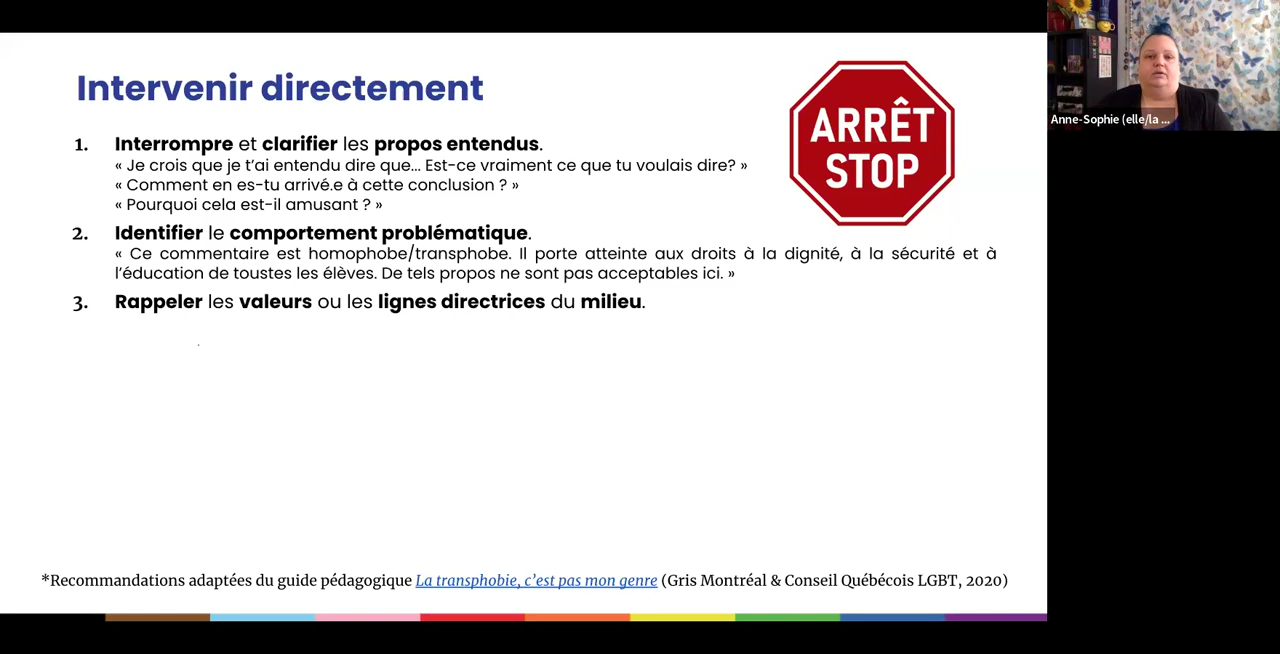 Intervenir directement
ARRÊT
STOP
1. Interrompre et clarifier les propos entendus.
« Je crois que je t’ai entendu dire que... Est-ce vraiment ce que tu voulais dire? »
« Comment en es-tu arrivé.e à cette conclusion ? »
« Pourquoi cela est-il amusant ? »
2. Identifier le comportement problématique.
« Ce commentaire est homophobe/transphobe. Il porte atteinte aux droits à la dignité, à la sécurité et à
l’éducation de toustes les élèves. De tels propos ne sont pas acceptables ici. »
3. Rappeler les valeurs ou les lignes directrices du milieu.
*Recommandations adaptées du guide pédagogique La transphobie, c’est pas mon genre (Gris Montréal & Conseil Québécois LGBT, 2020)
Anne-Sophie (elle/la ...